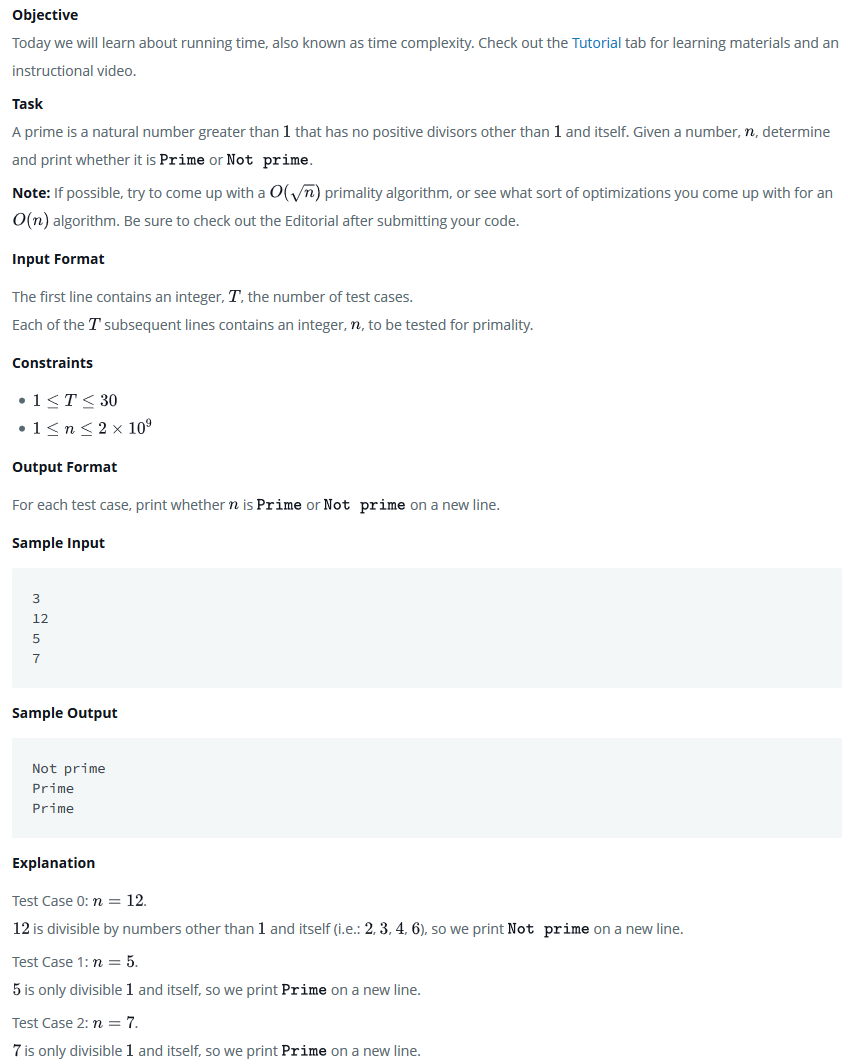 Objective
Today we will learn about running time, also known as time complexity. Check out the Tutorial tab for learning materials and an
instructional video.
Task
A prime is a natural number greater than 1 that has no positive divisors other than 1 and itself. Given a number, n, determine
and print whether it is Prime or Not prime.
Note: If possible, try to come up with a O(√n) primality algorithm, or see what sort of optimizations you come up with for an
O(n) algorithm. Be sure to check out the Editorial after submitting your code.
Input Format
The first line contains an integer, T, the number of test cases.
Each of the T subsequent lines contains an integer, n, to be tested for primality.
Constraints
• 1 ≤ T ≤ 30
• 1 ≤ n ≤ 2 × 10⁹
Output Format
For each test case, print whether n is Prime or Not prime on a new line.
Sample Input
3
12
5
7
Sample Output
Not prime
Prime
Prime
Explanation
Test Case 0: n = 12.
12 is divisible by numbers other than 1 and itself (i.e.: 2, 3, 4, 6), so we print Not prime on a new line.
Test Case 1: n = 5.
5 is only divisible 1 and itself, so we print Prime on a new line.
Test Case 2: n = 7.
7 is only divisible 1 and itself, so we print Prime on a new line.